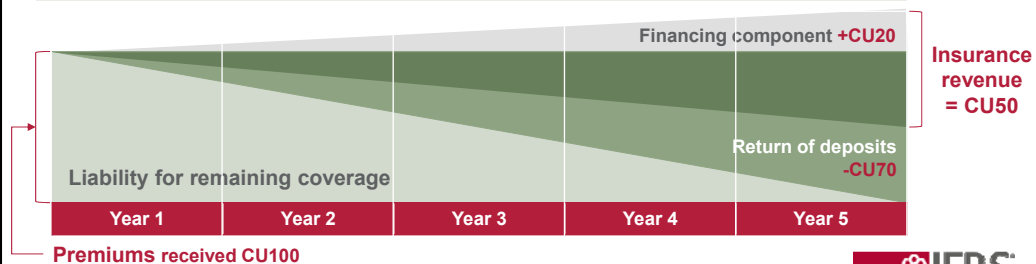 Financing component +CU20
Insurance
revenue
= CU50
Return of deposits
-CU70
Liability for remaining coverage
Year 1 Year 2 Year 3 Year 4 Year 5
Premiums received CU100
IFRS